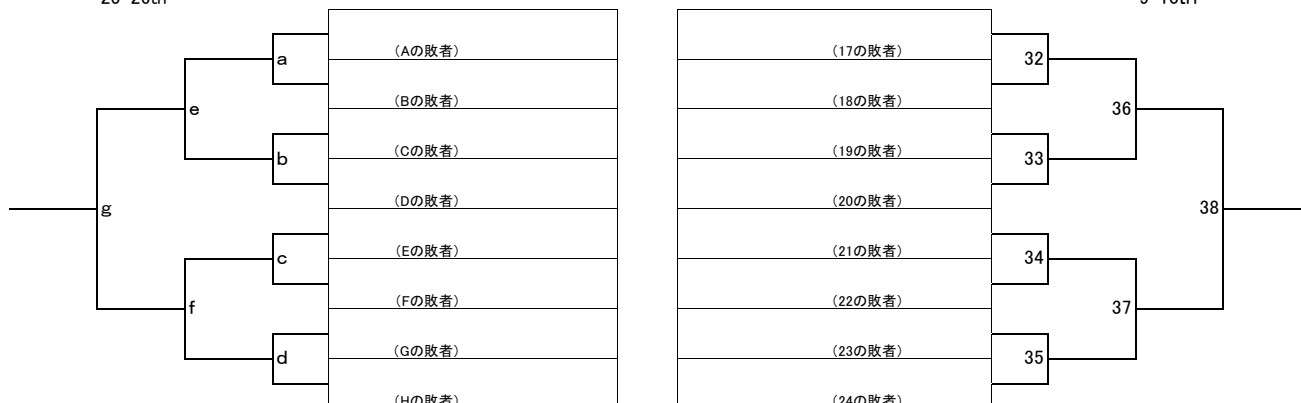 a
(Aの敗者)
(17の敗者)
32
e
(Bの敗者)
(18の敗者)
36
b
(Cの敗者)
(19の敗者)
33
g
(Dの敗者)
(20の敗者)
38
c
(Eの敗者)
(21の敗者)
34
f
(Fの敗者)
(22の敗者)
37
d
(Gの敗者)
(23の敗者)
35
(Hの敗者)
(24の敗者)